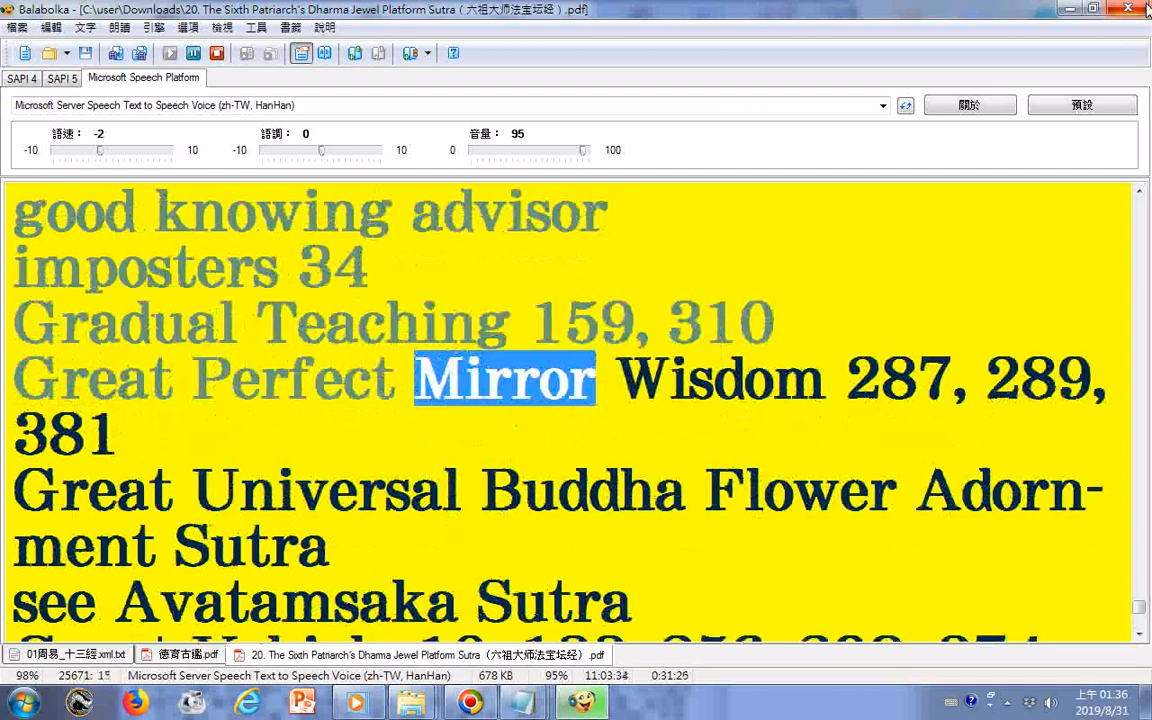 Balabolka - [C:\user\Downloads\20. The Sixth Patriarch's Dharma Jewel Platform Sutra（六祖大师法宝坛经）.pdf]
檔案 編輯 文字 朗讀 引擎 選項 檢視 工具 書籤 說明
SAPI 4 SAPI 5 Microsoft Speech Platform
Microsoft Server Speech Text to Speech Voice (zh-TW, HanHan) 關於 預設
語速： -2 語調： 0 音量： 95
-10 10 -10 10 0 100
good knowing advisor
imposters 34
Gradual Teaching 159, 310
Great Perfect Mirror Wisdom 287, 289,
381
Great Universal Buddha Flower Adorn-
ment Sutra
see Avatamsaka Sutra
01周易_十三經.xml.txt 德育古鑑.pdf 20. The Sixth Patriarch's Dharma Jewel Platform Sutra（六祖大师法宝坛经）.pdf
98% 25671: 15 Microsoft Server Speech Text to Speech Voice (zh-TW, HanHan) 678 KB 95% 11:03:34 0:31:26
上午 01:36
2019/8/31